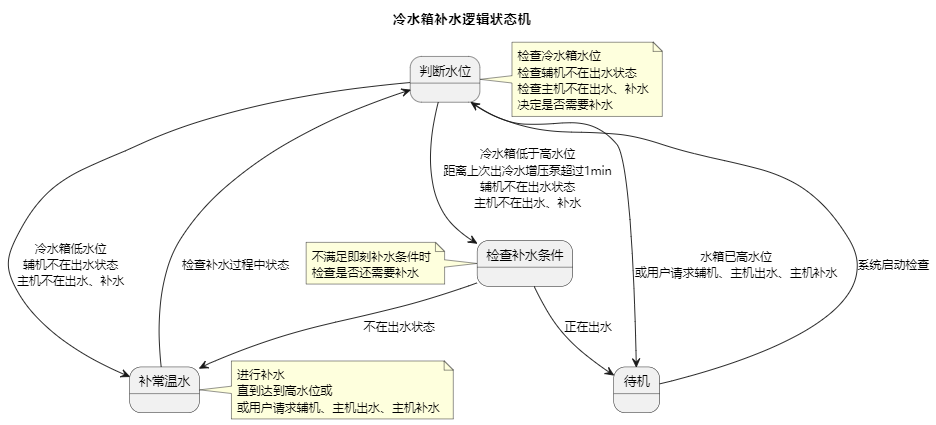 冷水箱补水逻辑状态机
判断水位
检查冷水箱水位
检查辅机不在出水状态
检查主机不在出水、补水
决定是否需要补水
冷水箱低于高水位
距离上次出冷水增压泵超过1min
辅机不在出水状态
主机不在出水、补水
冷水箱低水位
辅机不在出水状态
主机不在出水、补水
检查补水过程中状态
不满足即刻补水条件时
检查是否还需要补水
检查补水条件
水箱已高水位
或用户请求辅机、主机出水、主机补水
系统启动检查
不在出水状态
正在出水
补常温水
进行补水
直到达到高水位或
或用户请求辅机、主机出水、主机补水
待机